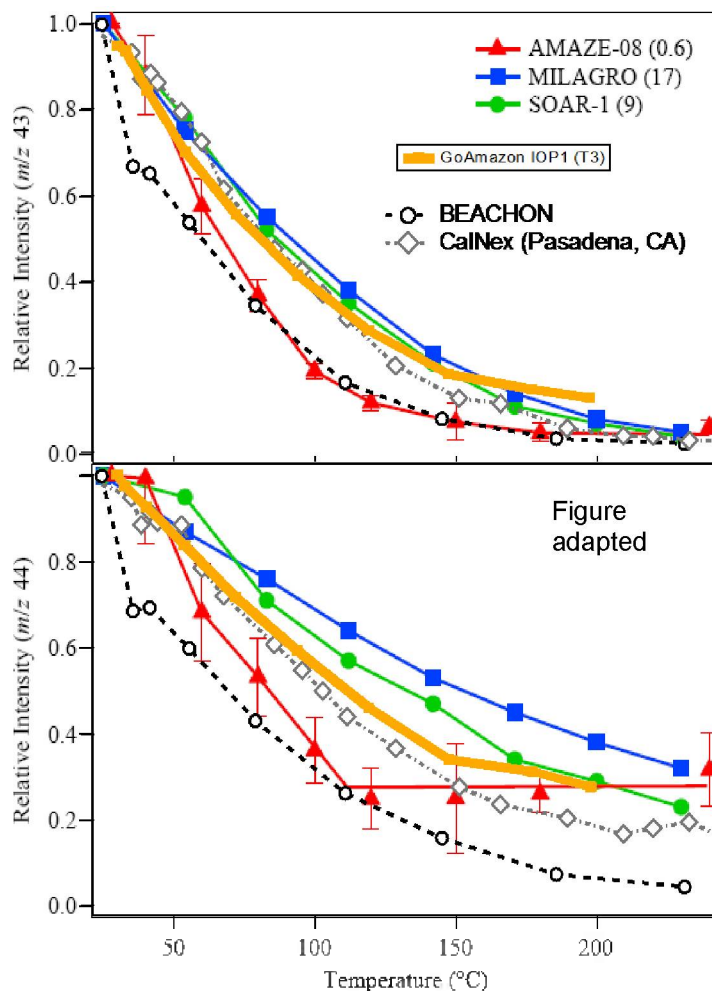 1.0
0.8
0.6
0.4
0.2
0.0
Relative Intensity (m/z 43)
AMAZE-08 (0.6)
MILAGRO (17)
SOAR-1 (9)
GoAmazon IOP1 (T3)
BEACHON
CalNex (Pasadena, CA)
0.8
0.6
0.4
0.2
0.0
Relative Intensity (m/z 44)
Figure
adapted
50
100
150
200
Temperature (°C)